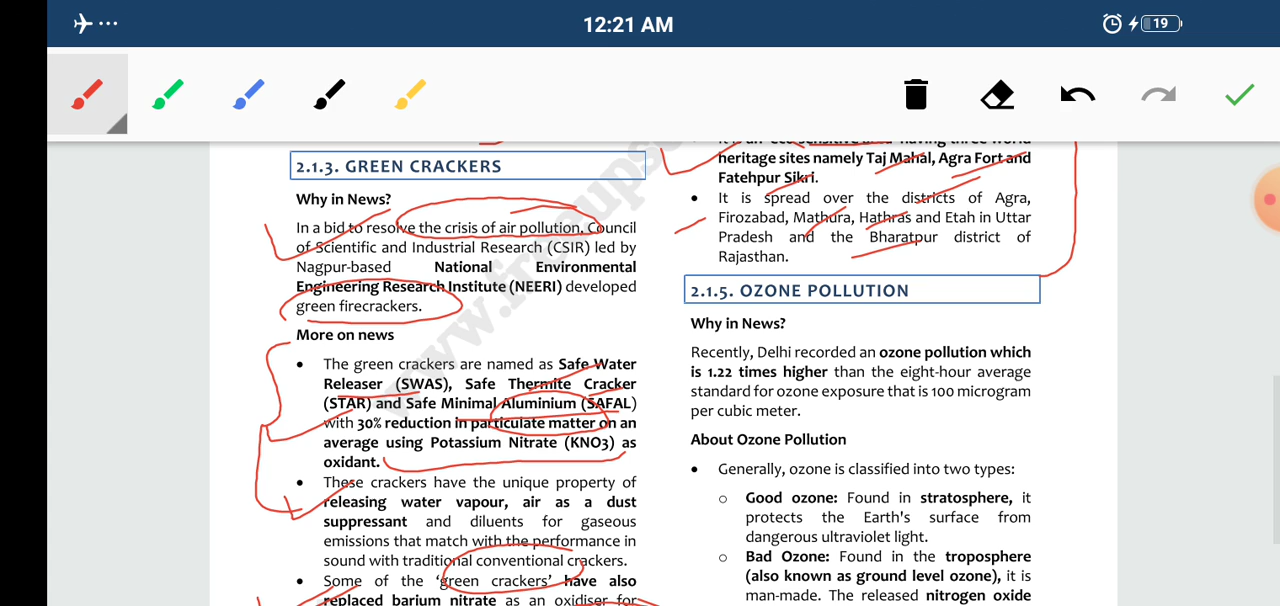 12:21 AM
19
2.1.3. GREEN CRACKERS
Why in News?
In a bid to resolve the crisis of air pollution, Council
of Scientific and Industrial Research (CSIR) led by
Nagpur-based National Environmental
Engineering Research Institute (NEERI) developed
green firecrackers.
More on news
• The green crackers are named as Safe Water
Releaser (SWAS), Safe Thermite Cracker
(STAR) and Safe Minimal Aluminium (SAFAL)
with 30% reduction in particulate matter on an
average using Potassium Nitrate (KNO3) as
oxidant.
• These crackers have the unique property of
releasing water vapour, air as a dust
suppressant and diluents for gaseous
emissions that match with the performance in
sound with traditional conventional crackers.
• Some of the 'green crackers' have also
replaced barium nitrate as an oxidiser for
It is an eco-sensitive area having three world
heritage sites namely Taj Mahal, Agra Fort and
Fatehpur Sikri.
• It is spread over the districts of Agra,
Firozabad, Mathura, Hathras and Etah in Uttar
Pradesh and the Bharatpur district of
Rajasthan.
2.1.5. OZONE POLLUTION
Why in News?
Recently, Delhi recorded an ozone pollution which
is 1.22 times higher than the eight-hour average
standard for ozone exposure that is 100 microgram
per cubic meter.
About Ozone Pollution
• Generally, ozone is classified into two types:
o Good ozone: Found in stratosphere, it
protects the Earth's surface from
dangerous ultraviolet light.
o Bad Ozone: Found in the troposphere
(also known as ground level ozone), it is
man-made. The released nitrogen oxide